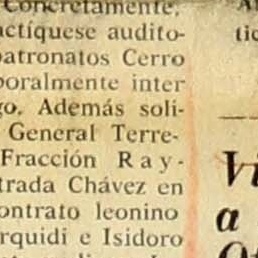 Concretamente,
actíquese audito-
patronatos Cerro
poralmente inter
go. Además soli-
General Terre-
Fracción Ray-
trada Chávez en
ontrato leonino
rquidi e Isidoro
tic
a